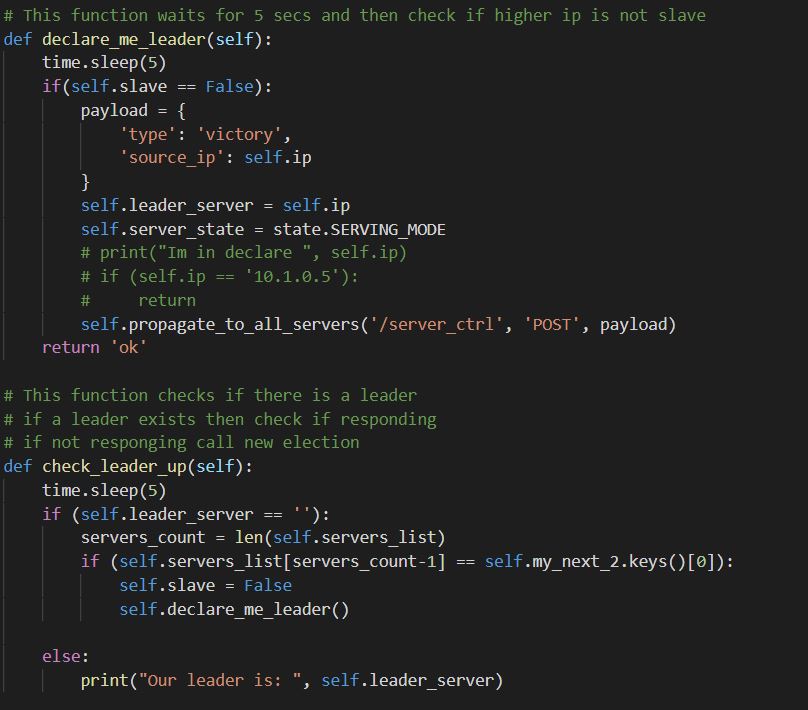 # This function waits for 5 secs and then check if higher ip is not slave
def declare_me_leader(self):
    time.sleep(5)
    if(self.slave == False):
        payload = {
            'type': 'victory',
            'source_ip': self.ip
        }
        self.leader_server = self.ip
        self.server_state = state.SERVING_MODE
        # print("Im in declare ", self.ip)
        # if (self.ip == '10.1.0.5'):
        #     return
        self.propagate_to_all_servers('/server_ctrl', 'POST', payload)
    return 'ok'

# This function checks if there is a leader
# if a leader exists then check if responding
# if not responging call new election
def check_leader_up(self):
    time.sleep(5)
    if (self.leader_server == ''):
        servers_count = len(self.servers_list)
        if (self.servers_list[servers_count-1] == self.my_next_2.keys()[0]):
            self.slave = False
            self.declare_me_leader()

    else:
        print("Our leader is: ", self.leader_server)